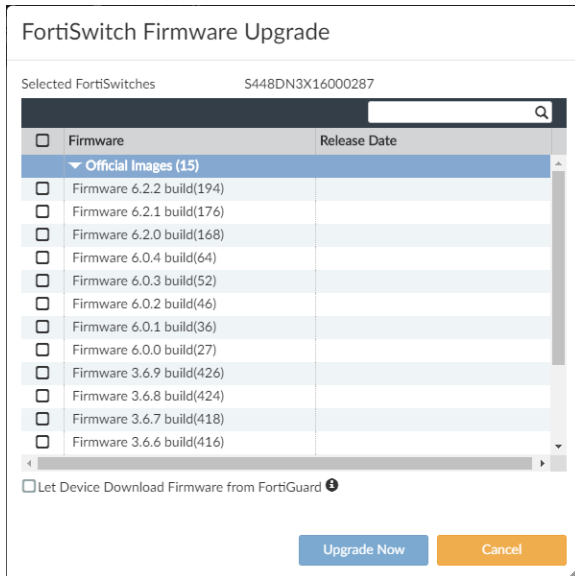 FortiSwitch Firmware Upgrade
Selected FortiSwitches S448DN3X16000287
Firmware Release Date
Official Images (15)
Firmware 6.2.2 build(194)
Firmware 6.2.1 build(176)
Firmware 6.2.0 build(168)
Firmware 6.0.4 build(64)
Firmware 6.0.3 build(52)
Firmware 6.0.2 build(46)
Firmware 6.0.1 build(36)
Firmware 6.0.0 build(27)
Firmware 3.6.9 build(426)
Firmware 3.6.8 build(424)
Firmware 3.6.7 build(418)
Firmware 3.6.6 build(416)
Let Device Download Firmware from FortiGuard
Upgrade Now Cancel